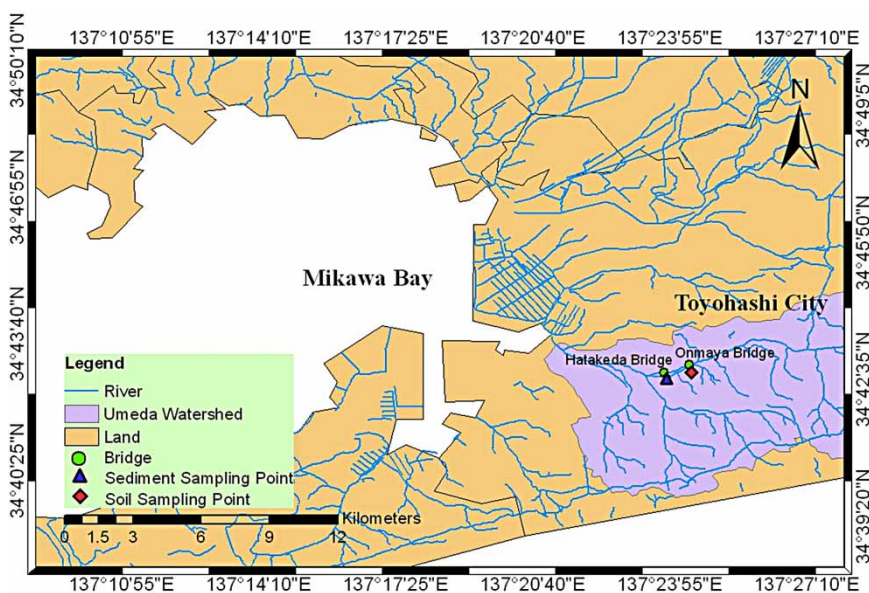 137°10'55"E 137°14'10"E 137°17'25"E 137°20'40"E 137°23'55"E 137°27'10"E
34°50'10"N
34°46'55"N
34°43'40"N
34°40'25"N
34°49'5"N
34°45'50"N
34°42'35"N
34°39'20"N
N
Mikawa Bay
Toyohashi City
Hatakeda Bridge
Onmaya Bridge
Legend
River
Umeda Watershed
Land
Bridge
Sediment Sampling Point
Soil Sampling Point
Kilometers
0 1.5 3 6 9 12
137°10'55"E 137°14'10"E 137°17'25"E 137°20'40"E 137°23'55"E 137°27'10"E